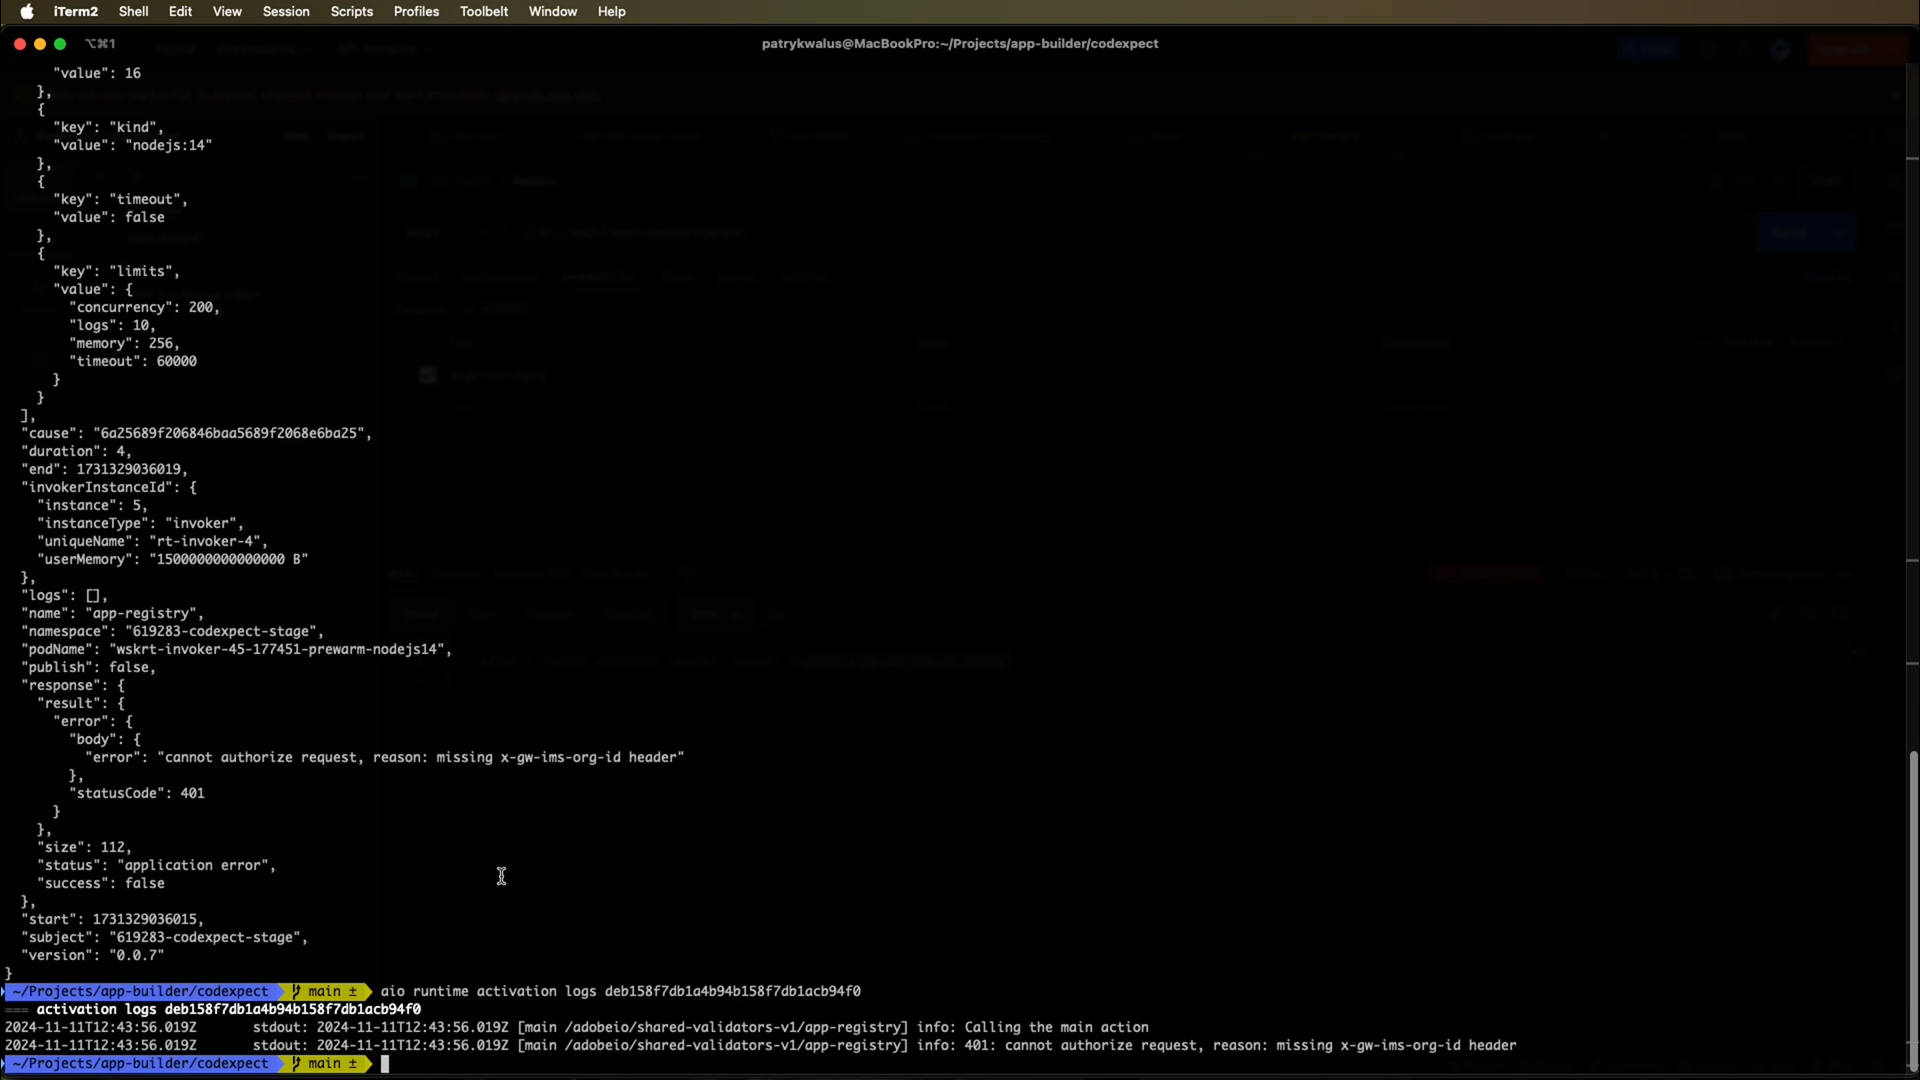 iTerm2 Shell Edit View Session Scripts Profiles Toolbelt Window Help
⌥⌘1 patrykwalus@MacBookPro:~/Projects/app-builder/codexpect
"value": 16
},
{
"key": "kind",
"value": "nodejs:14"
},
{
"key": "timeout",
"value": false
},
{
"key": "limits",
"value": {
"concurrency": 200,
"logs": 10,
"memory": 256,
"timeout": 60000
}
}
],
"cause": "6a25689f206846baa5689f2068e6ba25",
"duration": 4,
"end": 1731329036019,
"invokerInstanceId": {
"instance": 5,
"instanceType": "invoker",
"uniqueName": "rt-invoker-4",
"userMemory": "1500000000000000 B"
},
"logs": [],
"name": "app-registry",
"namespace": "619283-codexpect-stage",
"podName": "wskrt-invoker-45-177451-prewarm-nodejs14",
"publish": false,
"response": {
"result": {
"error": {
"body": {
"error": "cannot authorize request, reason: missing x-gw-ims-org-id header"
},
"statusCode": 401
}
},
"size": 112,
"status": "application error",
"success": false
},
"start": 1731329036015,
"subject": "619283-codexpect-stage",
"version": "0.0.7"
}
~/Projects/app-builder/codexpect main ± aio runtime activation logs deb158f7db1a4b94b158f7db1acb94f0
=== activation logs deb158f7db1a4b94b158f7db1acb94f0
2024-11-11T12:43:56.019Z stdout: 2024-11-11T12:43:56.019Z [main /adobeio/shared-validators-v1/app-registry] info: Calling the main action
2024-11-11T12:43:56.019Z stdout: 2024-11-11T12:43:56.019Z [main /adobeio/shared-validators-v1/app-registry] info: 401: cannot authorize request, reason: missing x-gw-ims-org-id header
~/Projects/app-builder/codexpect main ±